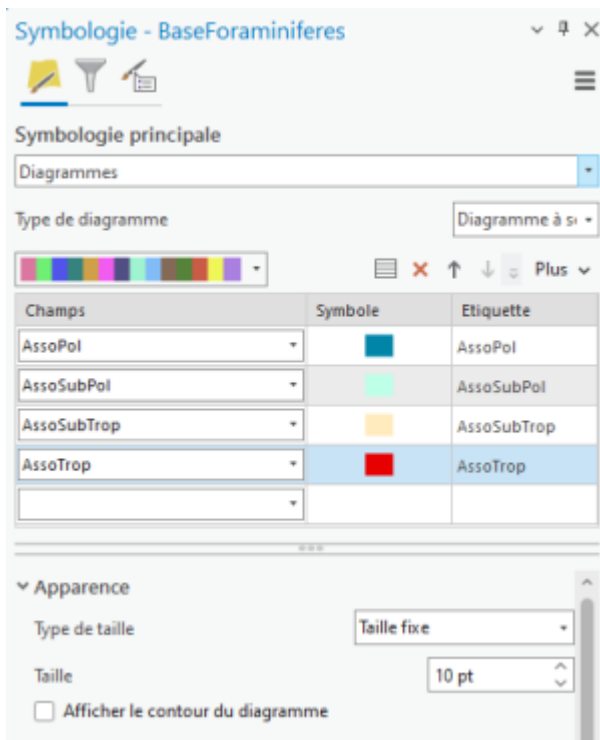 Symbologie - BaseForaminiferes
Symbologie principale
Diagrammes
Type de diagramme Diagramme à
Plus
Champs Symbole Etiquette
AssoPol AssoPol
AssoSubPol AssoSubPol
AssoSubTrop AssoSubTrop
AssoTrop AssoTrop
Apparence
Type de taille Taille fixe
Taille 10 pt
Afficher le contour du diagramme